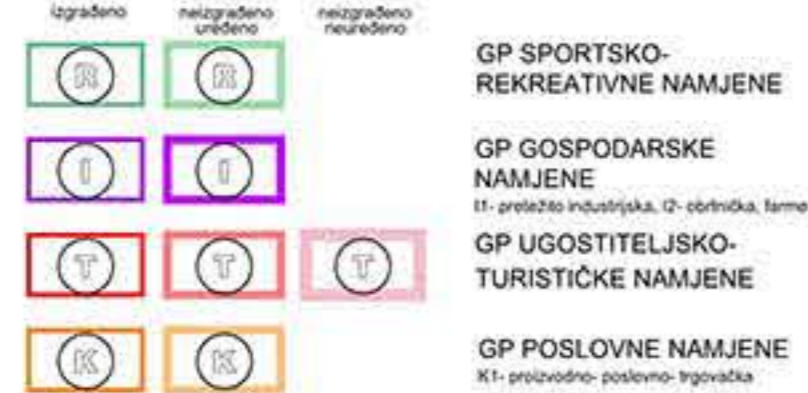 izgrađeno
neizgrađeno
uređeno
neizgrađeno
neuređeno
R R
GP SPORTSKO-
REKREATIVNE NAMJENE
I I
GP GOSPODARSKE
NAMJENE
I1- pretežito industrijska, I2- obrtnička, farme
T T T
GP UGOSTITELJSKO-
TURISTIČKE NAMJENE
K K
GP POSLOVNE NAMJENE
K1- proizvodno- poslovno- trgovačka